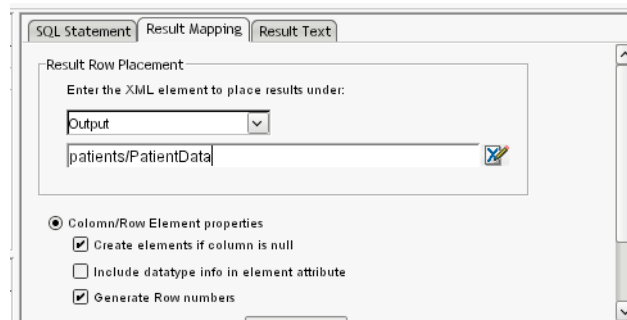 SQL Statement Result Mapping Result Text
Result Row Placement
Enter the XML element to place results under:
Output
patients/PatientData
Colomn/Row Element properties
Create elements if column is null
Include datatype info in element attribute
Generate Row numbers